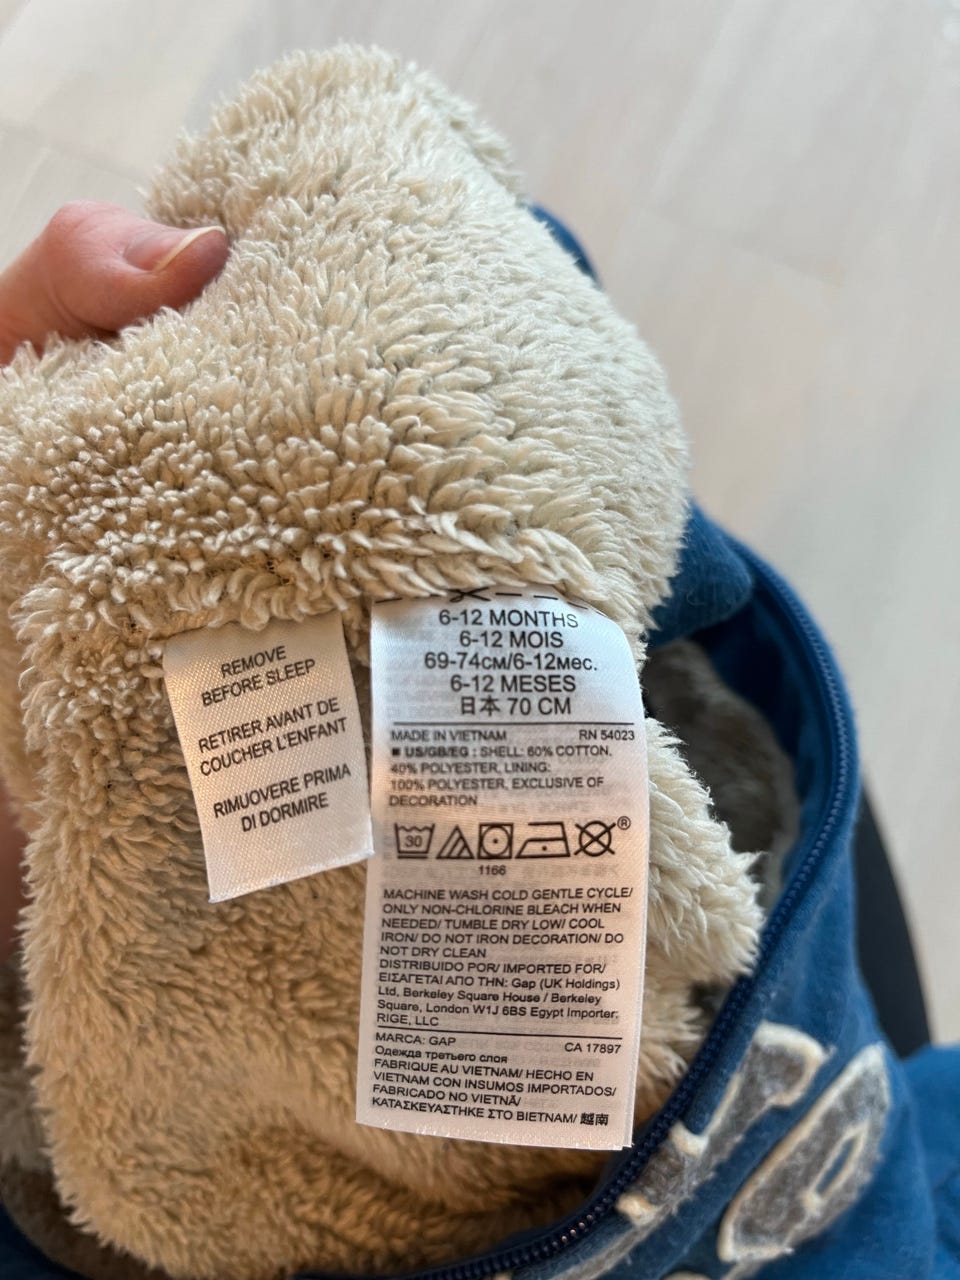 REMOVE
BEFORE SLEEP
RETIRER AVANT DE
COUCHER L'ENFANT
RIMUOVERE PRIMA
DI DORMIRE
6-12 MONTHS
6-12 MOIS
69-74см/6-12мес.
6-12 MESES
日本 70 CM
MADE IN VIETNAM RN 54023
■ US/GB/EG : SHELL: 60% COTTON,
40% POLYESTER, LINING:
100% POLYESTER, EXCLUSIVE OF
DECORATION
30
®
1166
MACHINE WASH COLD GENTLE CYCLE/
ONLY NON-CHLORINE BLEACH WHEN
NEEDED/ TUMBLE DRY LOW/ COOL
IRON/ DO NOT IRON DECORATION/ DO
NOT DRY CLEAN
DISTRIBUIDO POR/ IMPORTED FOR/
ΕΙΣΑΓΕΤΑΙ ΑΠΟ ΤΗΝ: Gap (UK Holdings)
Ltd, Berkeley Square House / Berkeley
Square, London W1J 6BS Egypt Importer:
RIGE, LLC
MARCA: GAP CA 17897
Одежда третьего слоя
FABRIQUE AU VIETNAM/ HECHO EN
VIETNAM CON INSUMOS IMPORTADOS/
FABRICADO NO VIETNÃ/
ΚΑΤΑΣΚΕΥΑΣΤΗΚΕ ΣΤΟ ΒΙΕΤΝΑΜ/ 越南